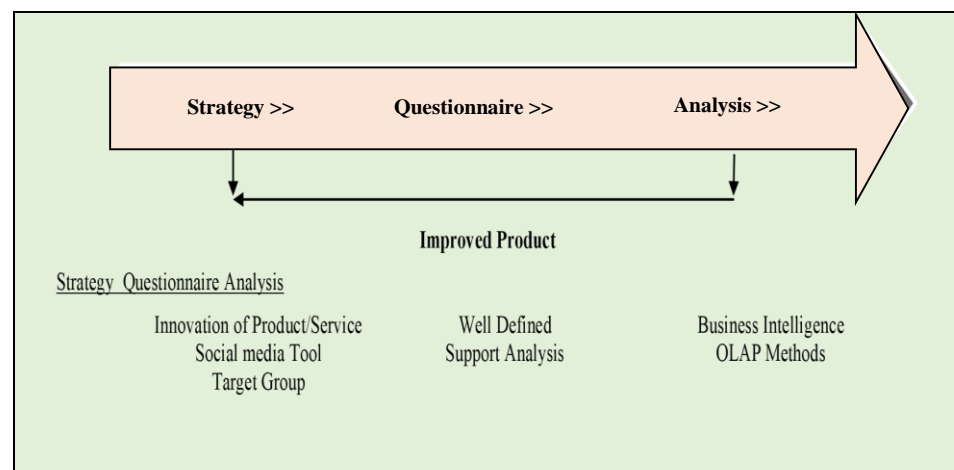 Strategy >> Questionnaire >> Analysis >>
Improved Product
Strategy Questionnaire Analysis
Innovation of Product/Service Well Defined Business Intelligence
Social media Tool Support Analysis OLAP Methods
Target Group